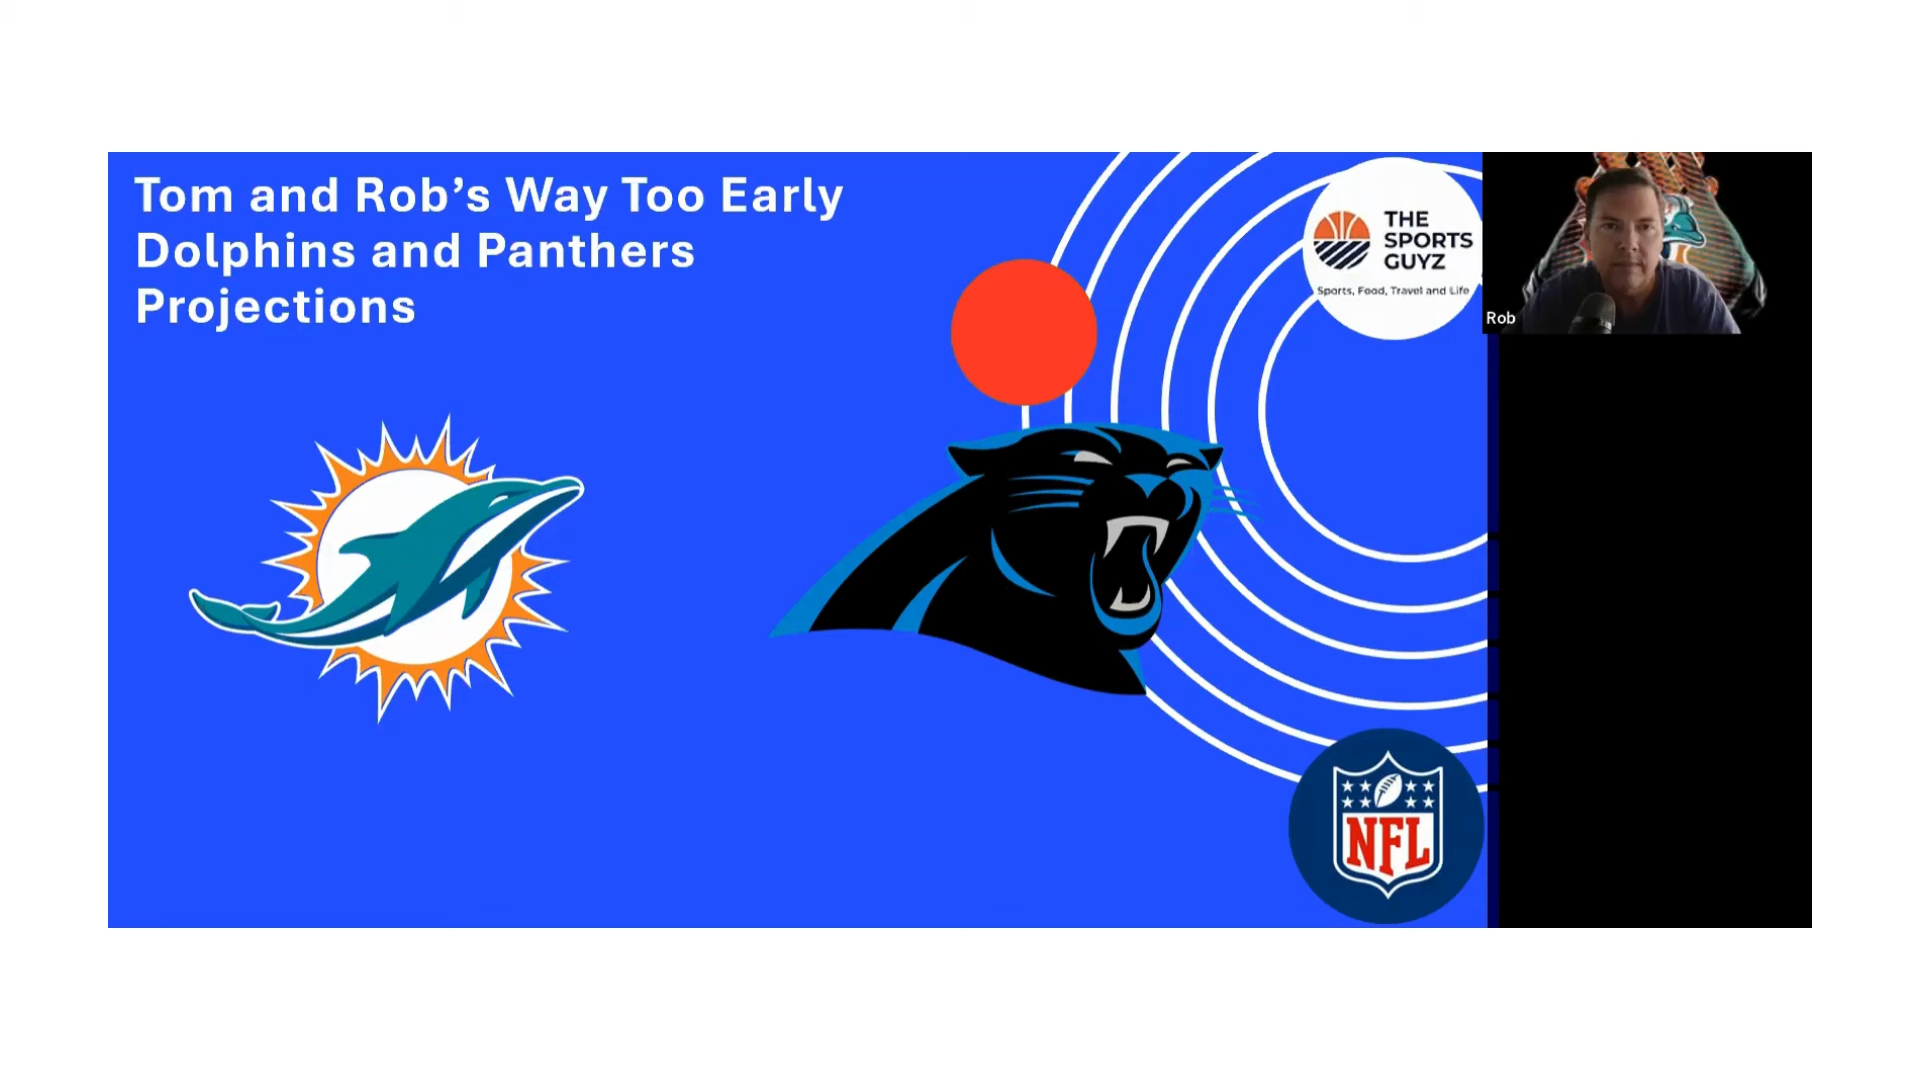 Tom and Rob’s Way Too Early
Dolphins and Panthers
Projections
THE
SPORTS
GUYZ
Sports, Food, Travel and Life
Rob
NFL